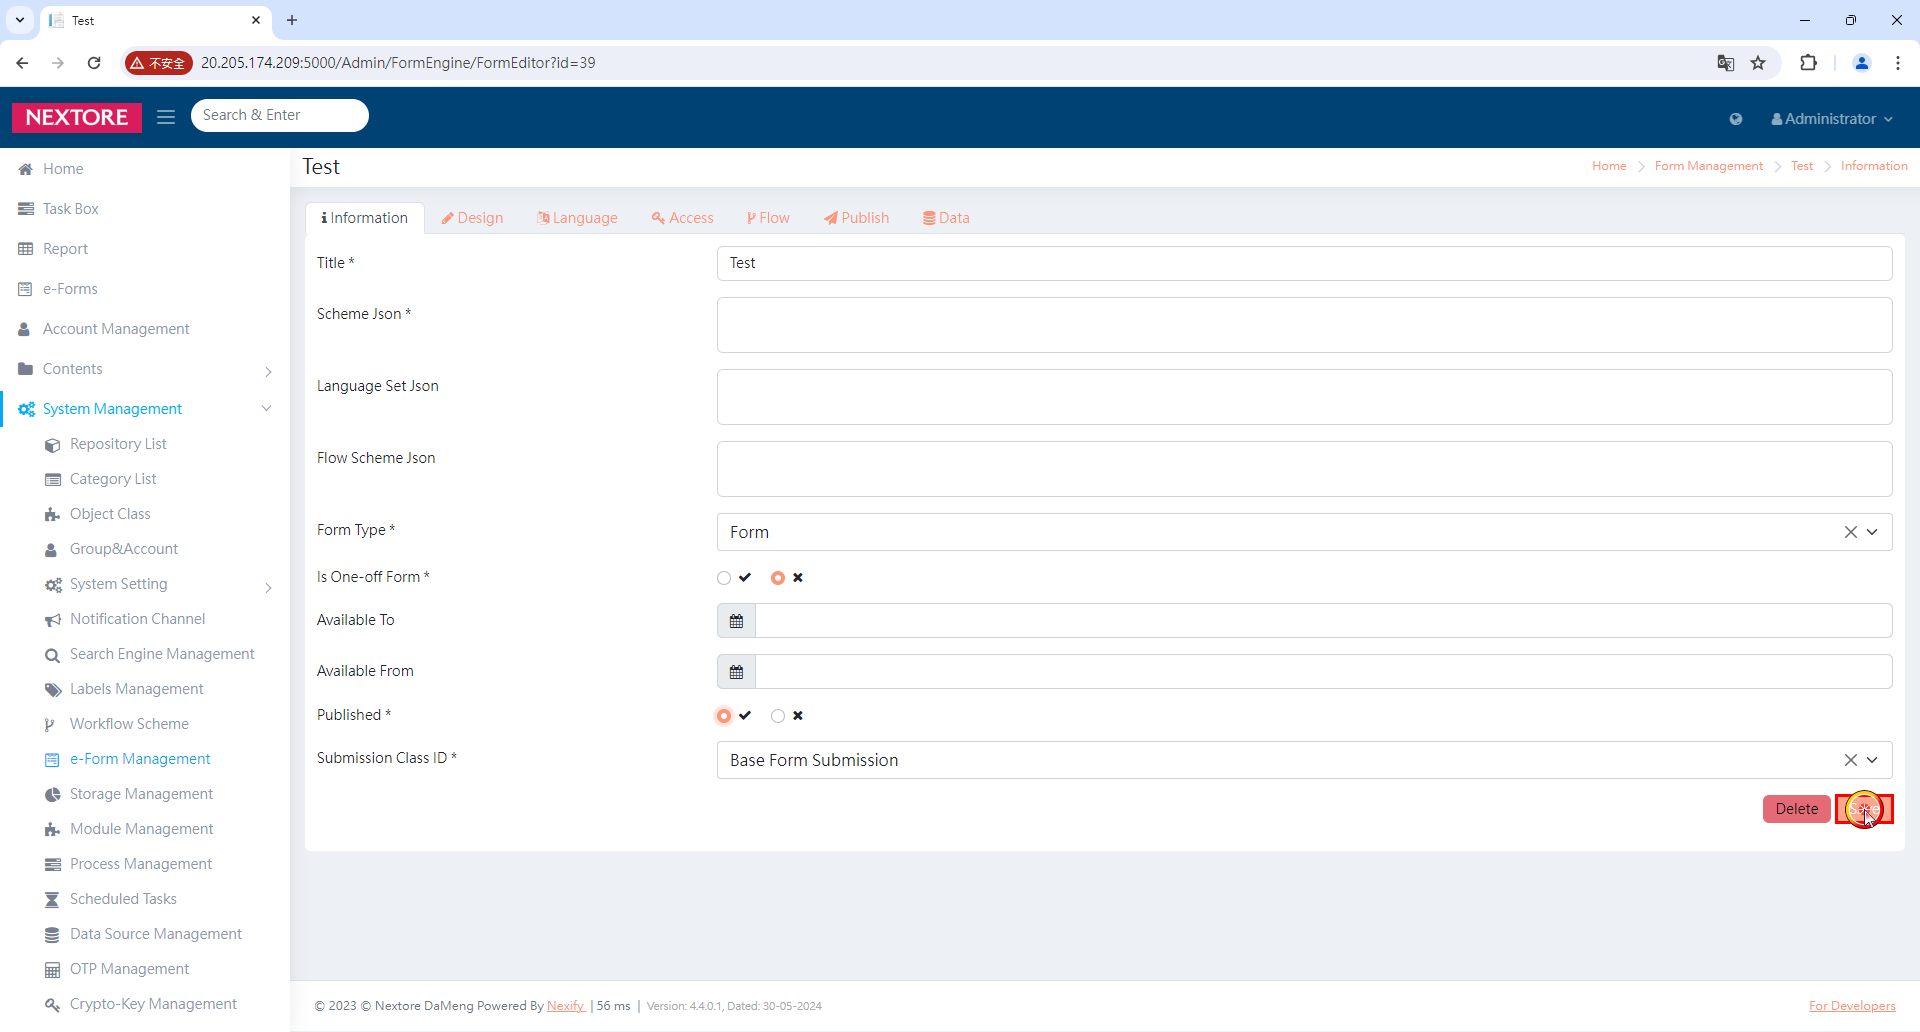 Test
不安全
20.205.174.209:5000/Admin/FormEngine/FormEditor?id=39
NEXTORE
Search & Enter
Administrator
Home
Task Box
Report
e-Forms
Account Management
Contents
System Management
Repository List
Category List
Object Class
Group&Account
System Setting
Notification Channel
Search Engine Management
Labels Management
Workflow Scheme
e-Form Management
Storage Management
Module Management
Process Management
Scheduled Tasks
Data Source Management
OTP Management
Crypto-Key Management
Test
Home Form Management Test Information
Information Design Language Access Flow Publish Data
Title * Test
Scheme Json *
Language Set Json
Flow Scheme Json
Form Type * Form
Is One-off Form *
Available To
Available From
Published *
Submission Class ID * Base Form Submission
Delete
© 2023 © Nextore DaMeng Powered By Nexify | 56 ms | Version: 4.4.0.1, Dated: 30-05-2024
For Developers